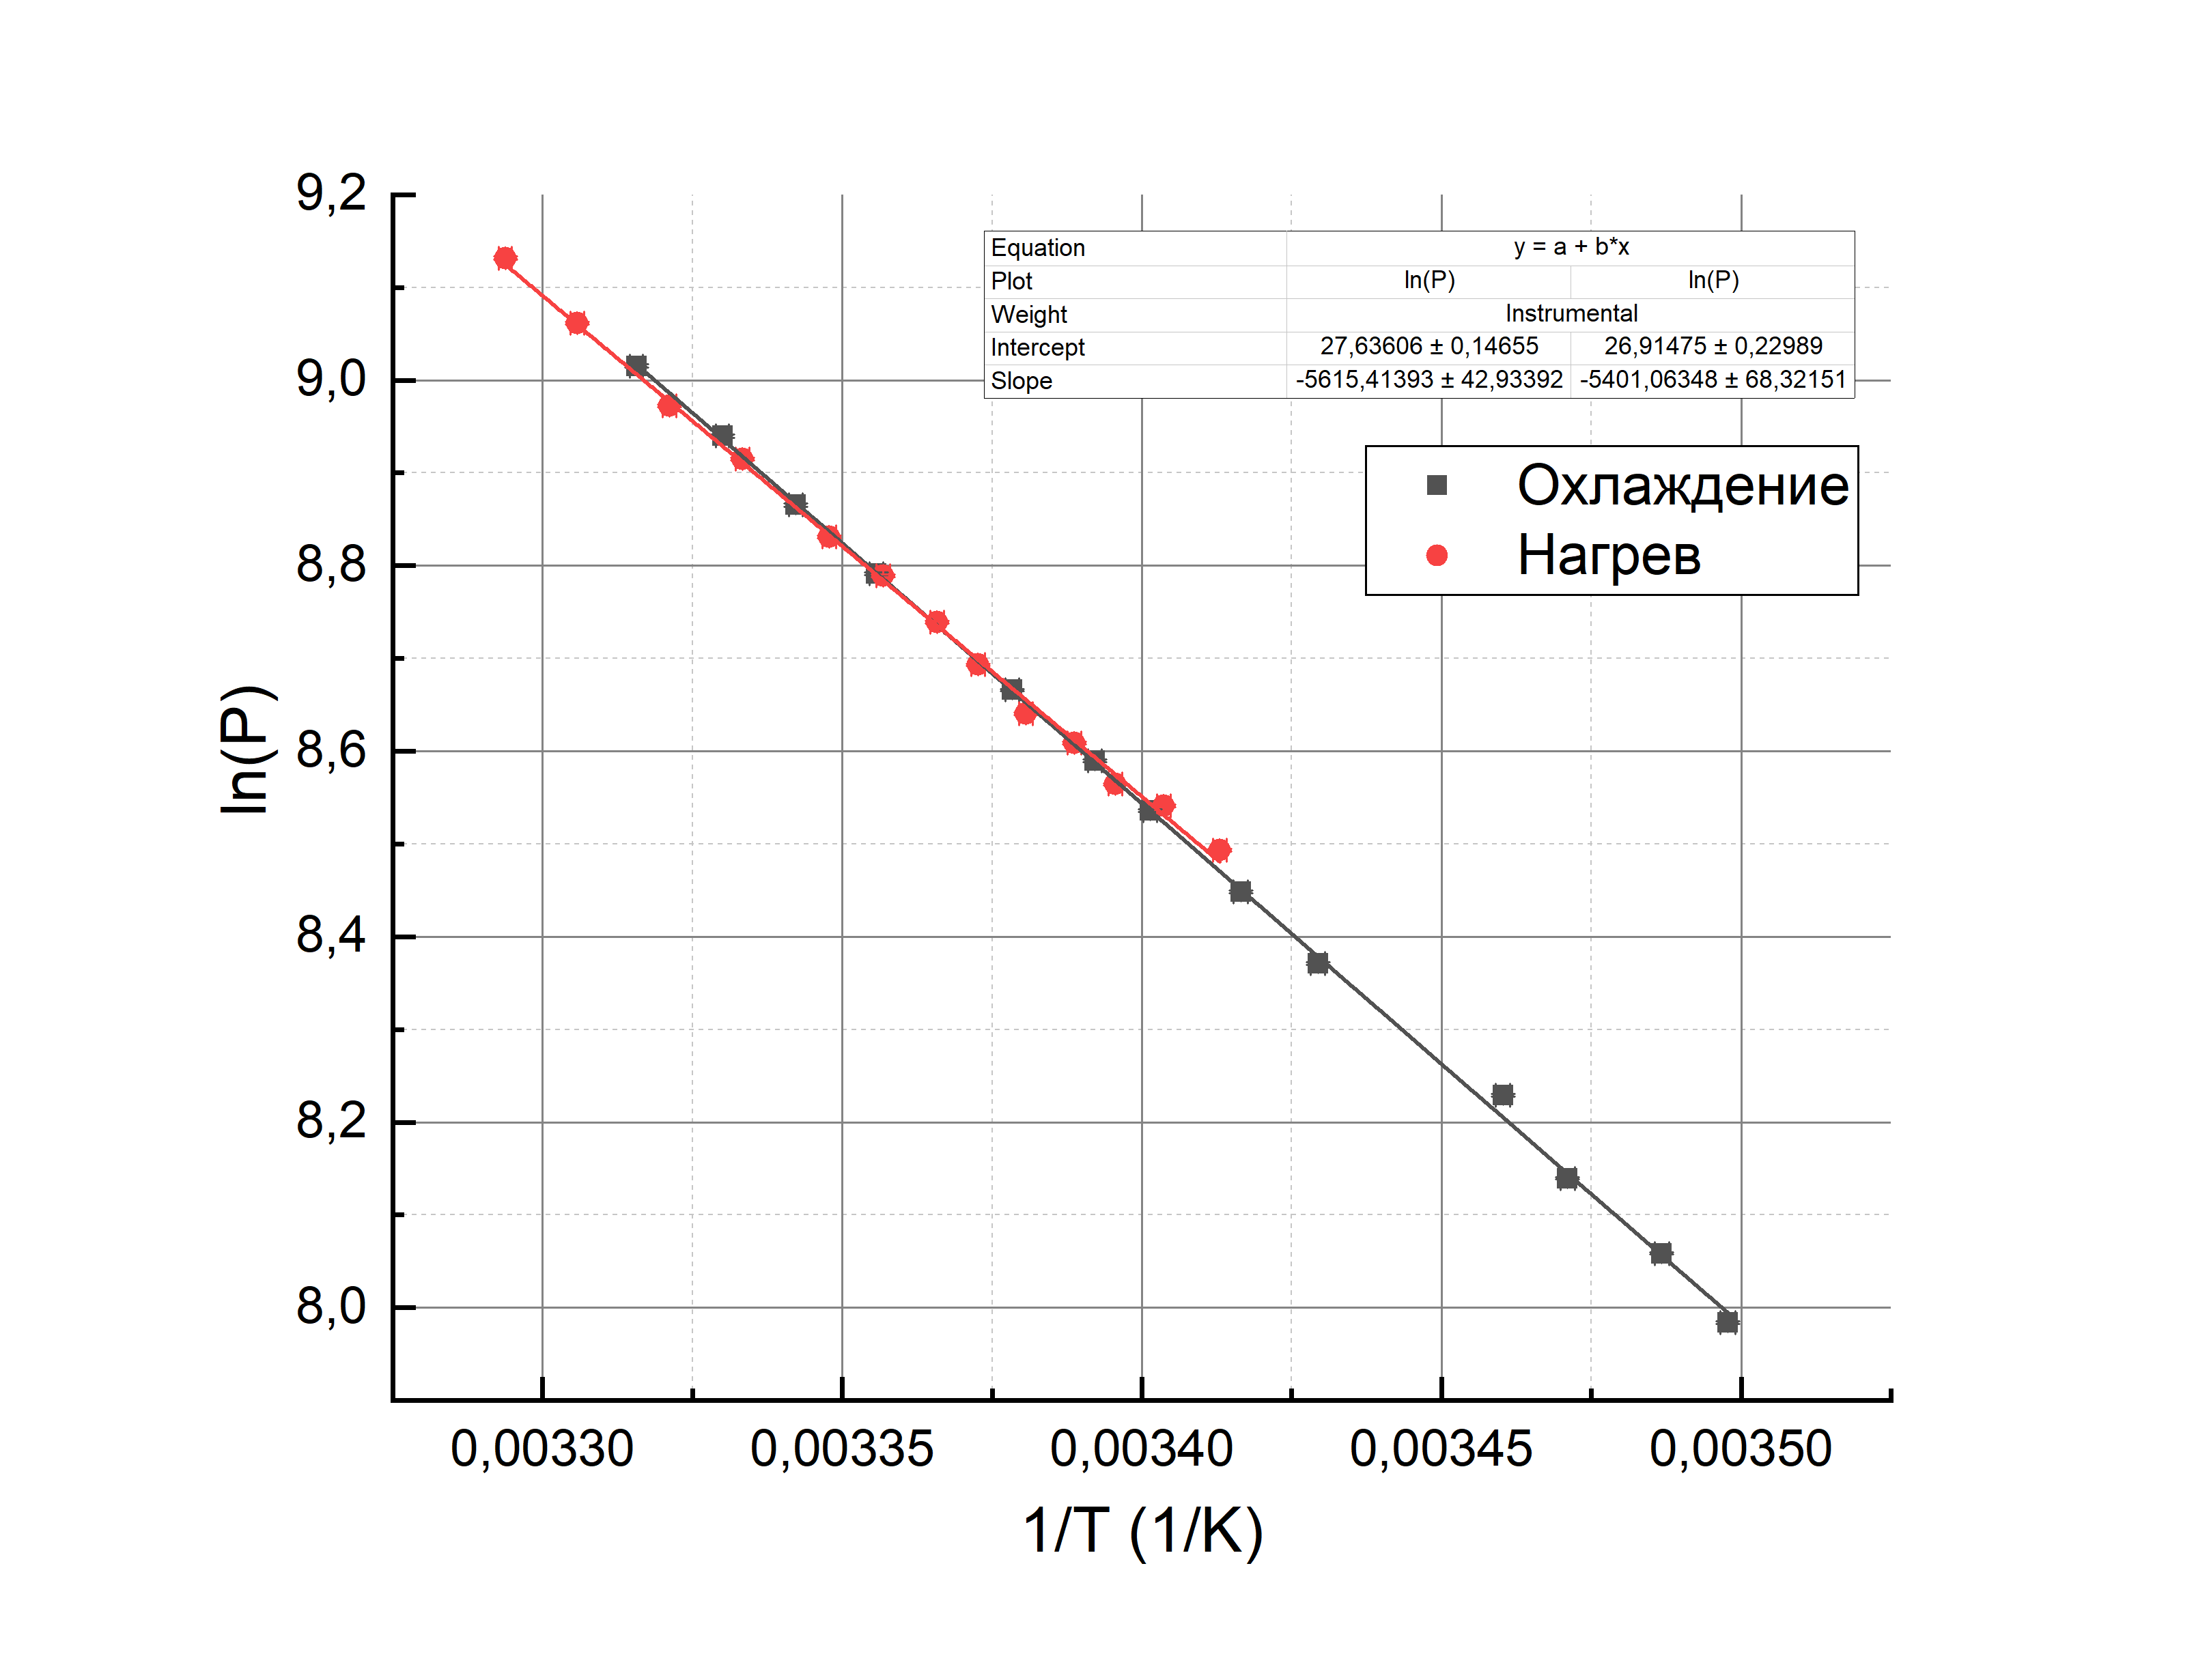 9,2
9,0
8,8
8,6
8,4
8,2
8,0
ln(P)
Equation y = a + b*x
Plot ln(P) ln(P)
Weight Instrumental
Intercept 27,63606 ± 0,14655 26,91475 ± 0,22989
Slope -5615,41393 ± 42,93392 -5401,06348 ± 68,32151
Охлаждение
Нагрев
0,00330 0,00335 0,00340 0,00345 0,00350
1/T (1/K)